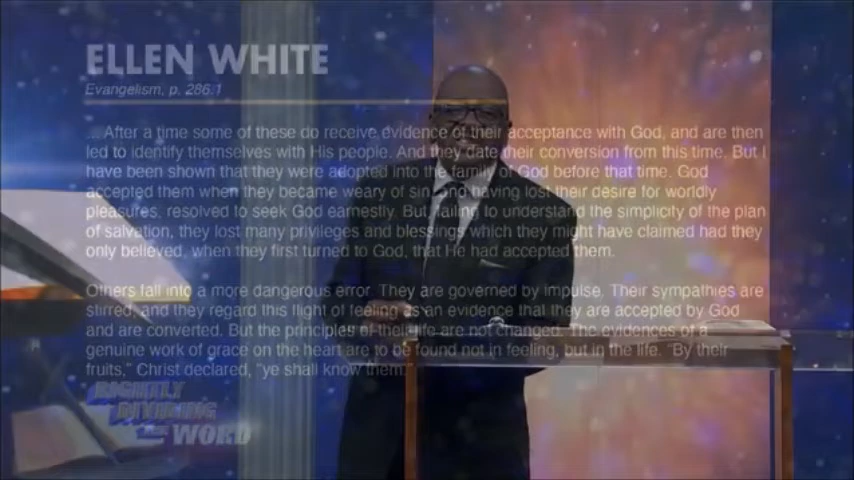 ELLEN WHITE
Evangelism, p. 286.1
...After a time some of these do receive evidence of their acceptance with God, and are then
led to identify themselves with His people. And they date their conversion from this time. But I
have been shown that they were adopted into the family of God before that time. God
accepted them when they became weary of sin, and having lost their desire for worldly
pleasures, resolved to seek God earnestly. But failing to understand the simplicity of the plan
of salvation, they lost many privileges and blessings which they might have claimed had they
only believed, when they first turned to God, that He had accepted them.
Others fall into a more dangerous error. They are governed by impulse. Their sympathies are
stirred, and they regard this flight of feeling as an evidence that they are accepted by God
and are converted. But the principles of their life are not changed. The evidences of a
genuine work of grace on the heart are to be found not in feeling, but in the life. "By their
fruits," Christ declared, "ye shall know them.
RIGHTLY
DIVIDING
THE WORD